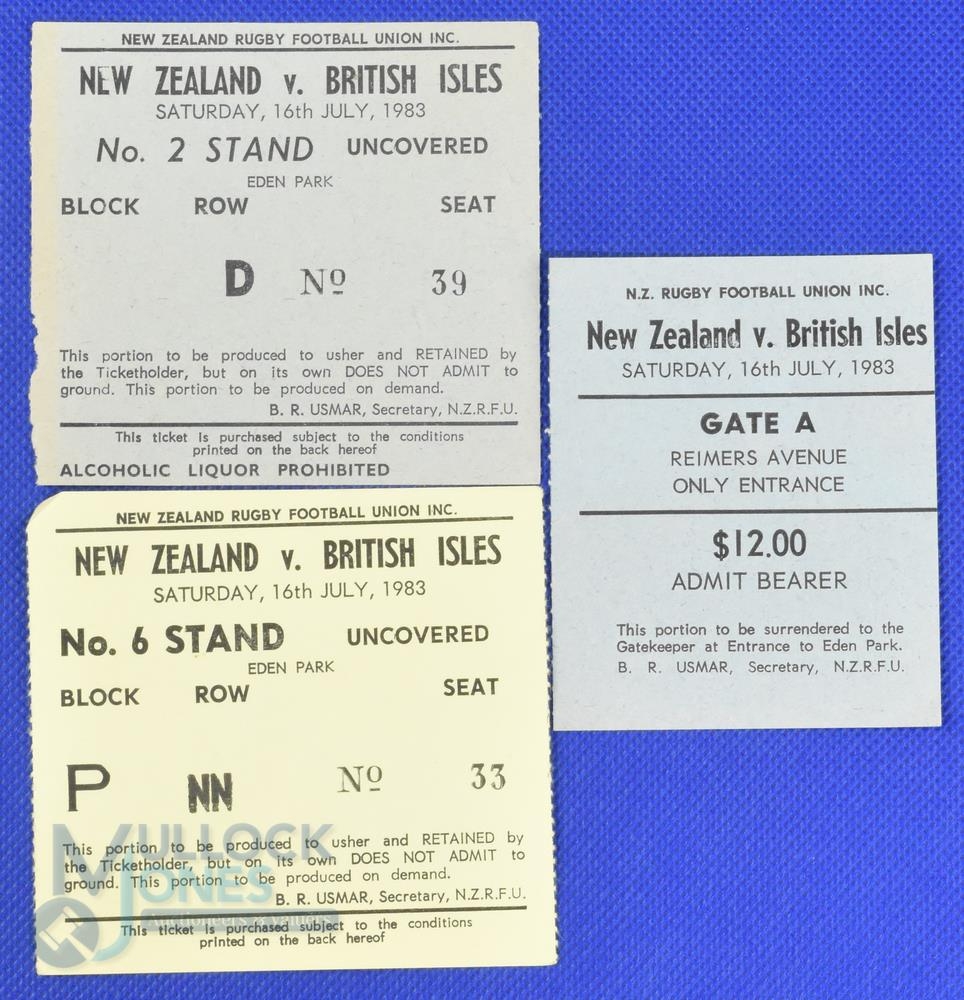 NEW ZEALAND RUGBY FOOTBALL UNION INC.
NEW ZEALAND v. BRITISH ISLES
SATURDAY, 16th JULY, 1983
No. 2 STAND UNCOVERED
EDEN PARK
BLOCK ROW SEAT
D No 39
This portion to be produced to usher and RETAINED by
the Ticketholder, but on its own DOES NOT ADMIT to
ground. This portion to be produced on demand.
B. R. USMAR, Secretary, N.Z.R.F.U.
This ticket is purchased subject to the conditions
printed on the back hereof
ALCOHOLIC LIQUOR PROHIBITED
NEW ZEALAND RUGBY FOOTBALL UNION INC.
NEW ZEALAND v. BRITISH ISLES
SATURDAY, 16th JULY, 1983
No. 6 STAND UNCOVERED
EDEN PARK
BLOCK ROW SEAT
P NN No 33
This portion to be produced to usher and RETAINED by
the Ticketholder, but on its own DOES NOT ADMIT to
ground. This portion to be produced on demand.
B. R. USMAR, Secretary, N.Z.R.F.U.
This ticket is purchased subject to the conditions
printed on the back hereof
MULLOCK
JONES
Auctioneers & Valuers
N.Z. RUGBY FOOTBALL UNION INC.
New Zealand v. British Isles
SATURDAY, 16th JULY, 1983
GATE A
REIMERS AVENUE
ONLY ENTRANCE
$12.00
ADMIT BEARER
This portion to be surrendered to the
Gatekeeper at Entrance to Eden Park.
B. R. USMAR, Secretary, N.Z.R.F.U.